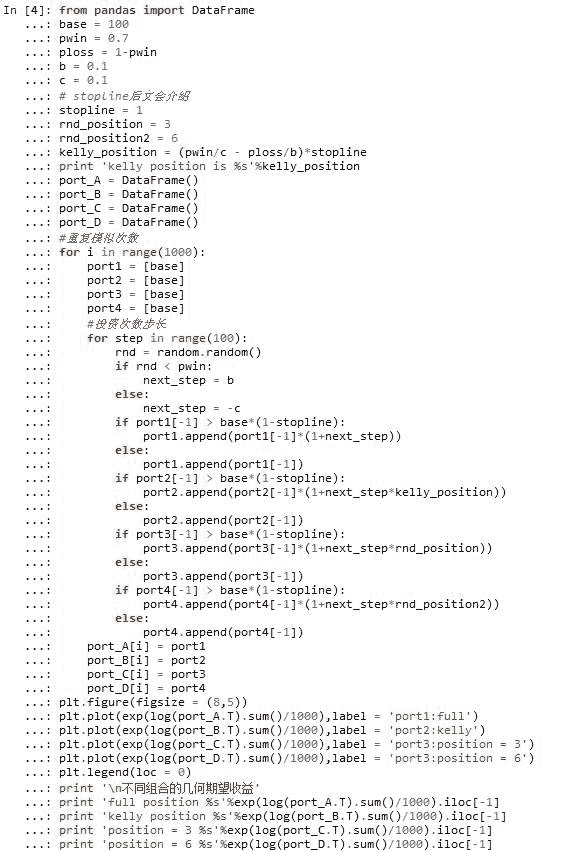 In [4]: from pandas import DataFrame
   ...: base = 100
   ...: pwin = 0.7
   ...: ploss = 1-pwin
   ...: b = 0.1
   ...: c = 0.1
   ...: # stopline后文会介绍
   ...: stopline = 1
   ...: rnd_position = 3
   ...: rnd_position2 = 6
   ...: kelly_position = (pwin/c - ploss/b)*stopline
   ...: print 'kelly position is %s'%kelly_position
   ...: port_A = DataFrame()
   ...: port_B = DataFrame()
   ...: port_C = DataFrame()
   ...: port_D = DataFrame()
   ...: #重复模拟次数
   ...: for i in range(1000):
   ...:     port1 = [base]
   ...:     port2 = [base]
   ...:     port3 = [base]
   ...:     port4 = [base]
   ...:     #投资次数步长
   ...:     for step in range(100):
   ...:         rnd = random.random()
   ...:         if rnd < pwin:
   ...:             next_step = b
   ...:         else:
   ...:             next_step = -c
   ...:         if port1[-1] > base*(1-stopline):
   ...:             port1.append(port1[-1]*(1+next_step))
   ...:         else:
   ...:             port1.append(port1[-1])
   ...:         if port2[-1] > base*(1-stopline):
   ...:             port2.append(port2[-1]*(1+next_step*kelly_position))
   ...:         else:
   ...:             port2.append(port2[-1])
   ...:         if port3[-1] > base*(1-stopline):
   ...:             port3.append(port3[-1]*(1+next_step*rnd_position))
   ...:         else:
   ...:             port3.append(port3[-1])
   ...:         if port4[-1] > base*(1-stopline):
   ...:             port4.append(port4[-1]*(1+next_step*rnd_position2))
   ...:         else:
   ...:             port4.append(port4[-1])
   ...:     port_A[i] = port1
   ...:     port_B[i] = port2
   ...:     port_C[i] = port3
   ...:     port_D[i] = port4
   ...: plt.figure(figsize = (8,5))
   ...: plt.plot(exp(log(port_A.T).sum()/1000),label = 'port1:full')
   ...: plt.plot(exp(log(port_B.T).sum()/1000),label = 'port2:kelly')
   ...: plt.plot(exp(log(port_C.T).sum()/1000),label = 'port3:position = 3')
   ...: plt.plot(exp(log(port_D.T).sum()/1000),label = 'port3:position = 6')
   ...: plt.legend(loc = 0)
   ...: print '\n不同组合的几何期望收益'
   ...: print 'full position %s'%exp(log(port_A.T).sum()/1000).iloc[-1]
   ...: print 'kelly position %s'%exp(log(port_B.T).sum()/1000).iloc[-1]
   ...: print 'position = 3 %s'%exp(log(port_C.T).sum()/1000).iloc[-1]
   ...: print 'position = 6 %s'%exp(log(port_D.T).sum()/1000).iloc[-1]